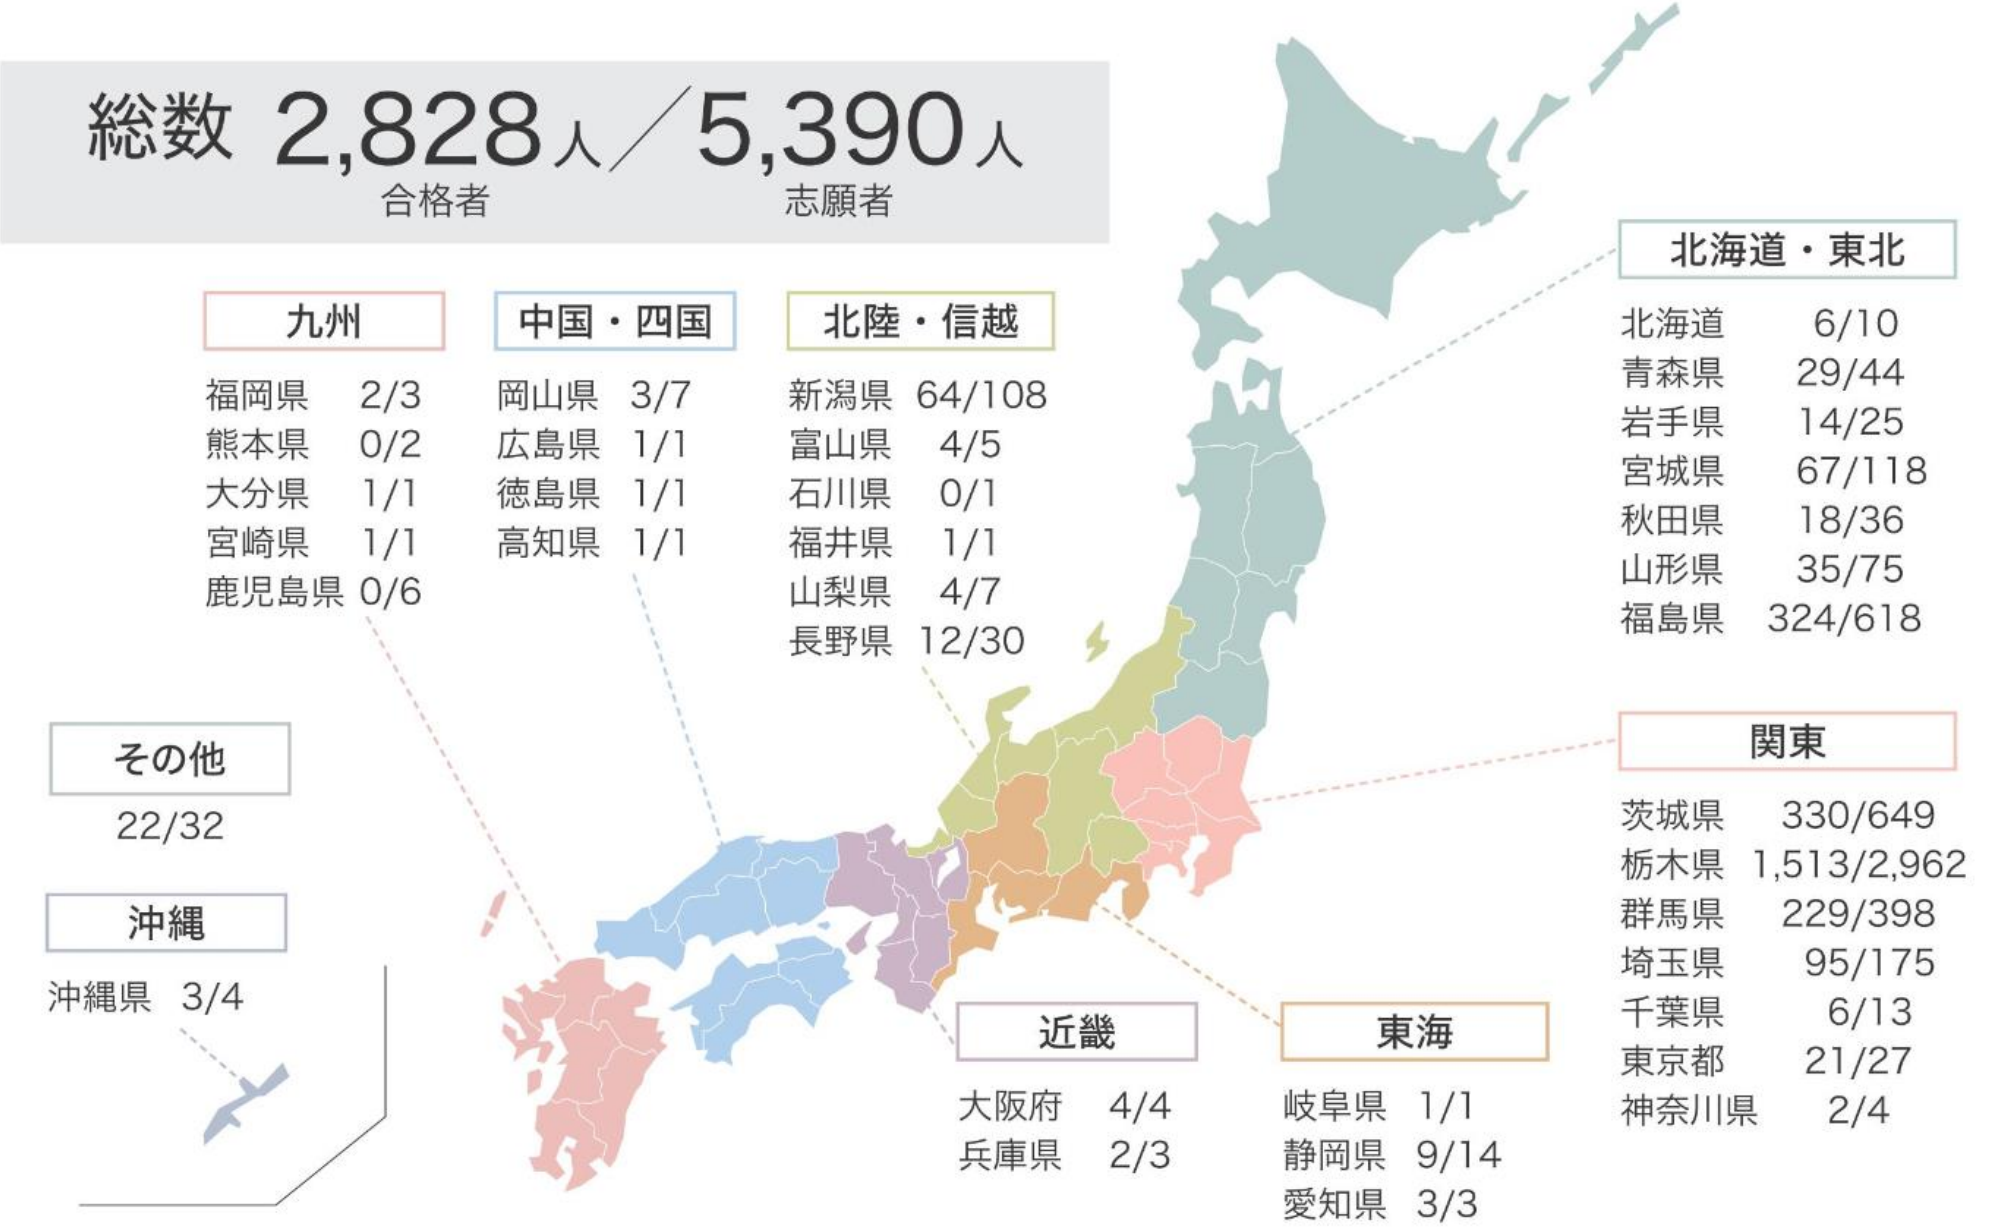 総数 2,828人／5,390人
合格者 志願者
九州
福岡県 2/3
熊本県 0/2
大分県 1/1
宮崎県 1/1
鹿児島県 0/6
中国・四国
岡山県 3/7
広島県 1/1
徳島県 1/1
高知県 1/1
北陸・信越
新潟県 64/108
富山県 4/5
石川県 0/1
福井県 1/1
山梨県 4/7
長野県 12/30
北海道・東北
北海道 6/10
青森県 29/44
岩手県 14/25
宮城県 67/118
秋田県 18/36
山形県 35/75
福島県 324/618
関東
茨城県 330/649
栃木県 1,513/2,962
群馬県 229/398
埼玉県 95/175
千葉県 6/13
東京都 21/27
神奈川県 2/4
その他
22/32
沖縄
沖縄県 3/4
近畿
大阪府 4/4
兵庫県 2/3
東海
岐阜県 1/1
静岡県 9/14
愛知県 3/3